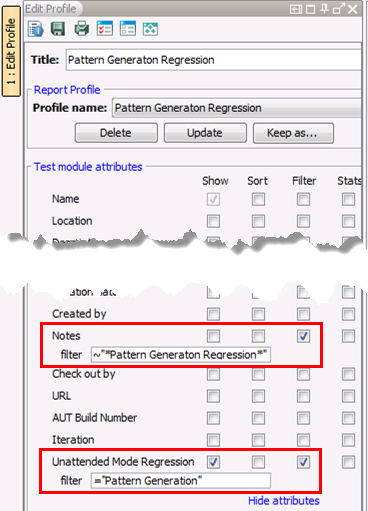 Edit Profile
1 : Edit Profile
Title: Pattern Generaton Regression
Report Profile
Profile name: Pattern Generaton Regression
Delete Update Keep as...
Test module attributes
Show Sort Filter Stats
Name
Location
Created by
Notes
filter ~"*Pattern Generaton Regression*"
Check out by
URL
AUT Build Number
Iteration
Unattended Mode Regression
filter ="Pattern Generation"
Hide attributes